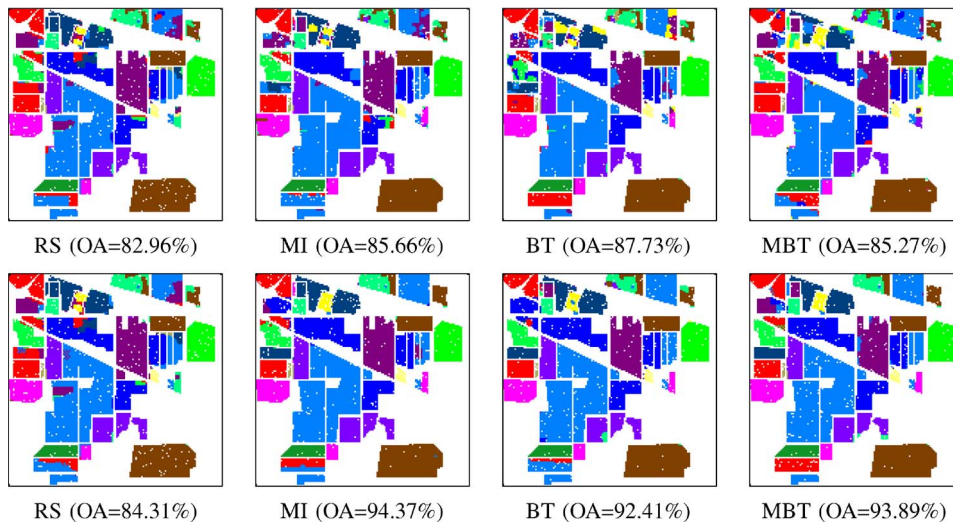 RS (OA=82.96%) MI (OA=85.66%) BT (OA=87.73%) MBT (OA=85.27%)
RS (OA=84.31%) MI (OA=94.37%) BT (OA=92.41%) MBT (OA=93.89%)